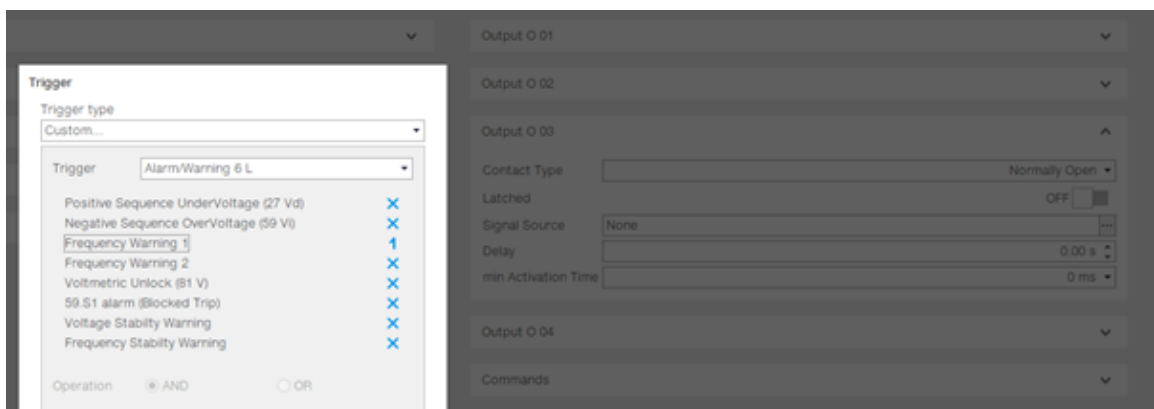 Trigger
Trigger type
Custom...
Trigger Alarm/Warning 6 L
Positive Sequence UnderVoltage (27 Vd)
Negative Sequence OverVoltage (59 Vi)
Frequency Warning 1 1
Frequency Warning 2
Voltmetric Unlock (81 V)
59.S1 alarm (Blocked Trip)
Voltage Stabilty Warning
Frequency Stabilty Warning
Operation AND OR
Output O 01
Output O 02
Output O 03
Contact Type Normally Open
Latched OFF
Signal Source None ...
Delay 0.00 s
min Activation Time 0 ms
Output O 04
Commands